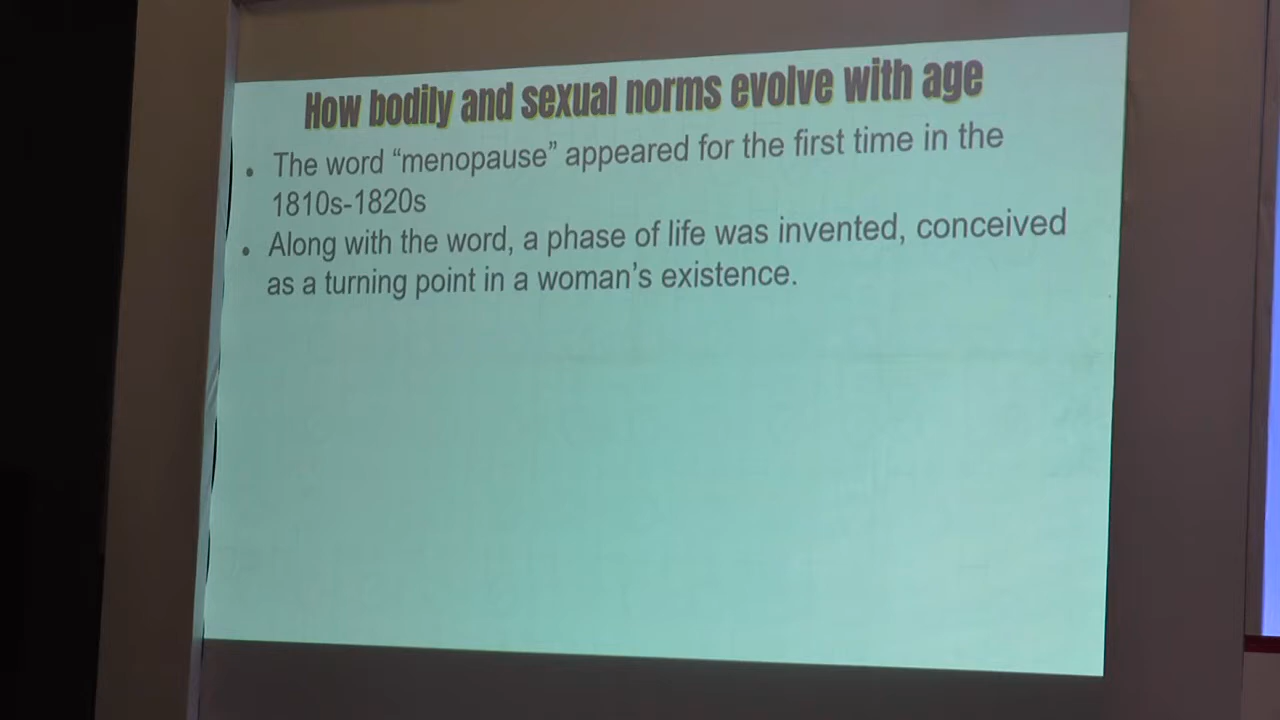 How bodily and sexual norms evolve with age
• The word “menopause” appeared for the first time in the
1810s-1820s
• Along with the word, a phase of life was invented, conceived
as a turning point in a woman’s existence.